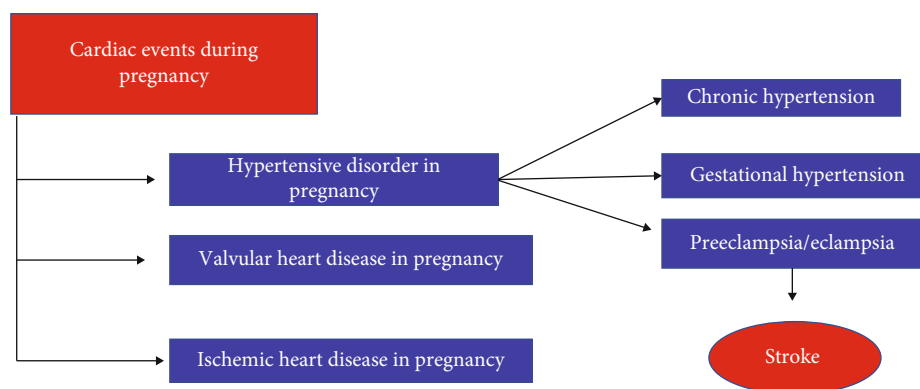 Cardiac events during
pregnancy
Hypertensive disorder in
pregnancy
Valvular heart disease in pregnancy
Ischemic heart disease in pregnancy
Chronic hypertension
Gestational hypertension
Preeclampsia/eclampsia
Stroke